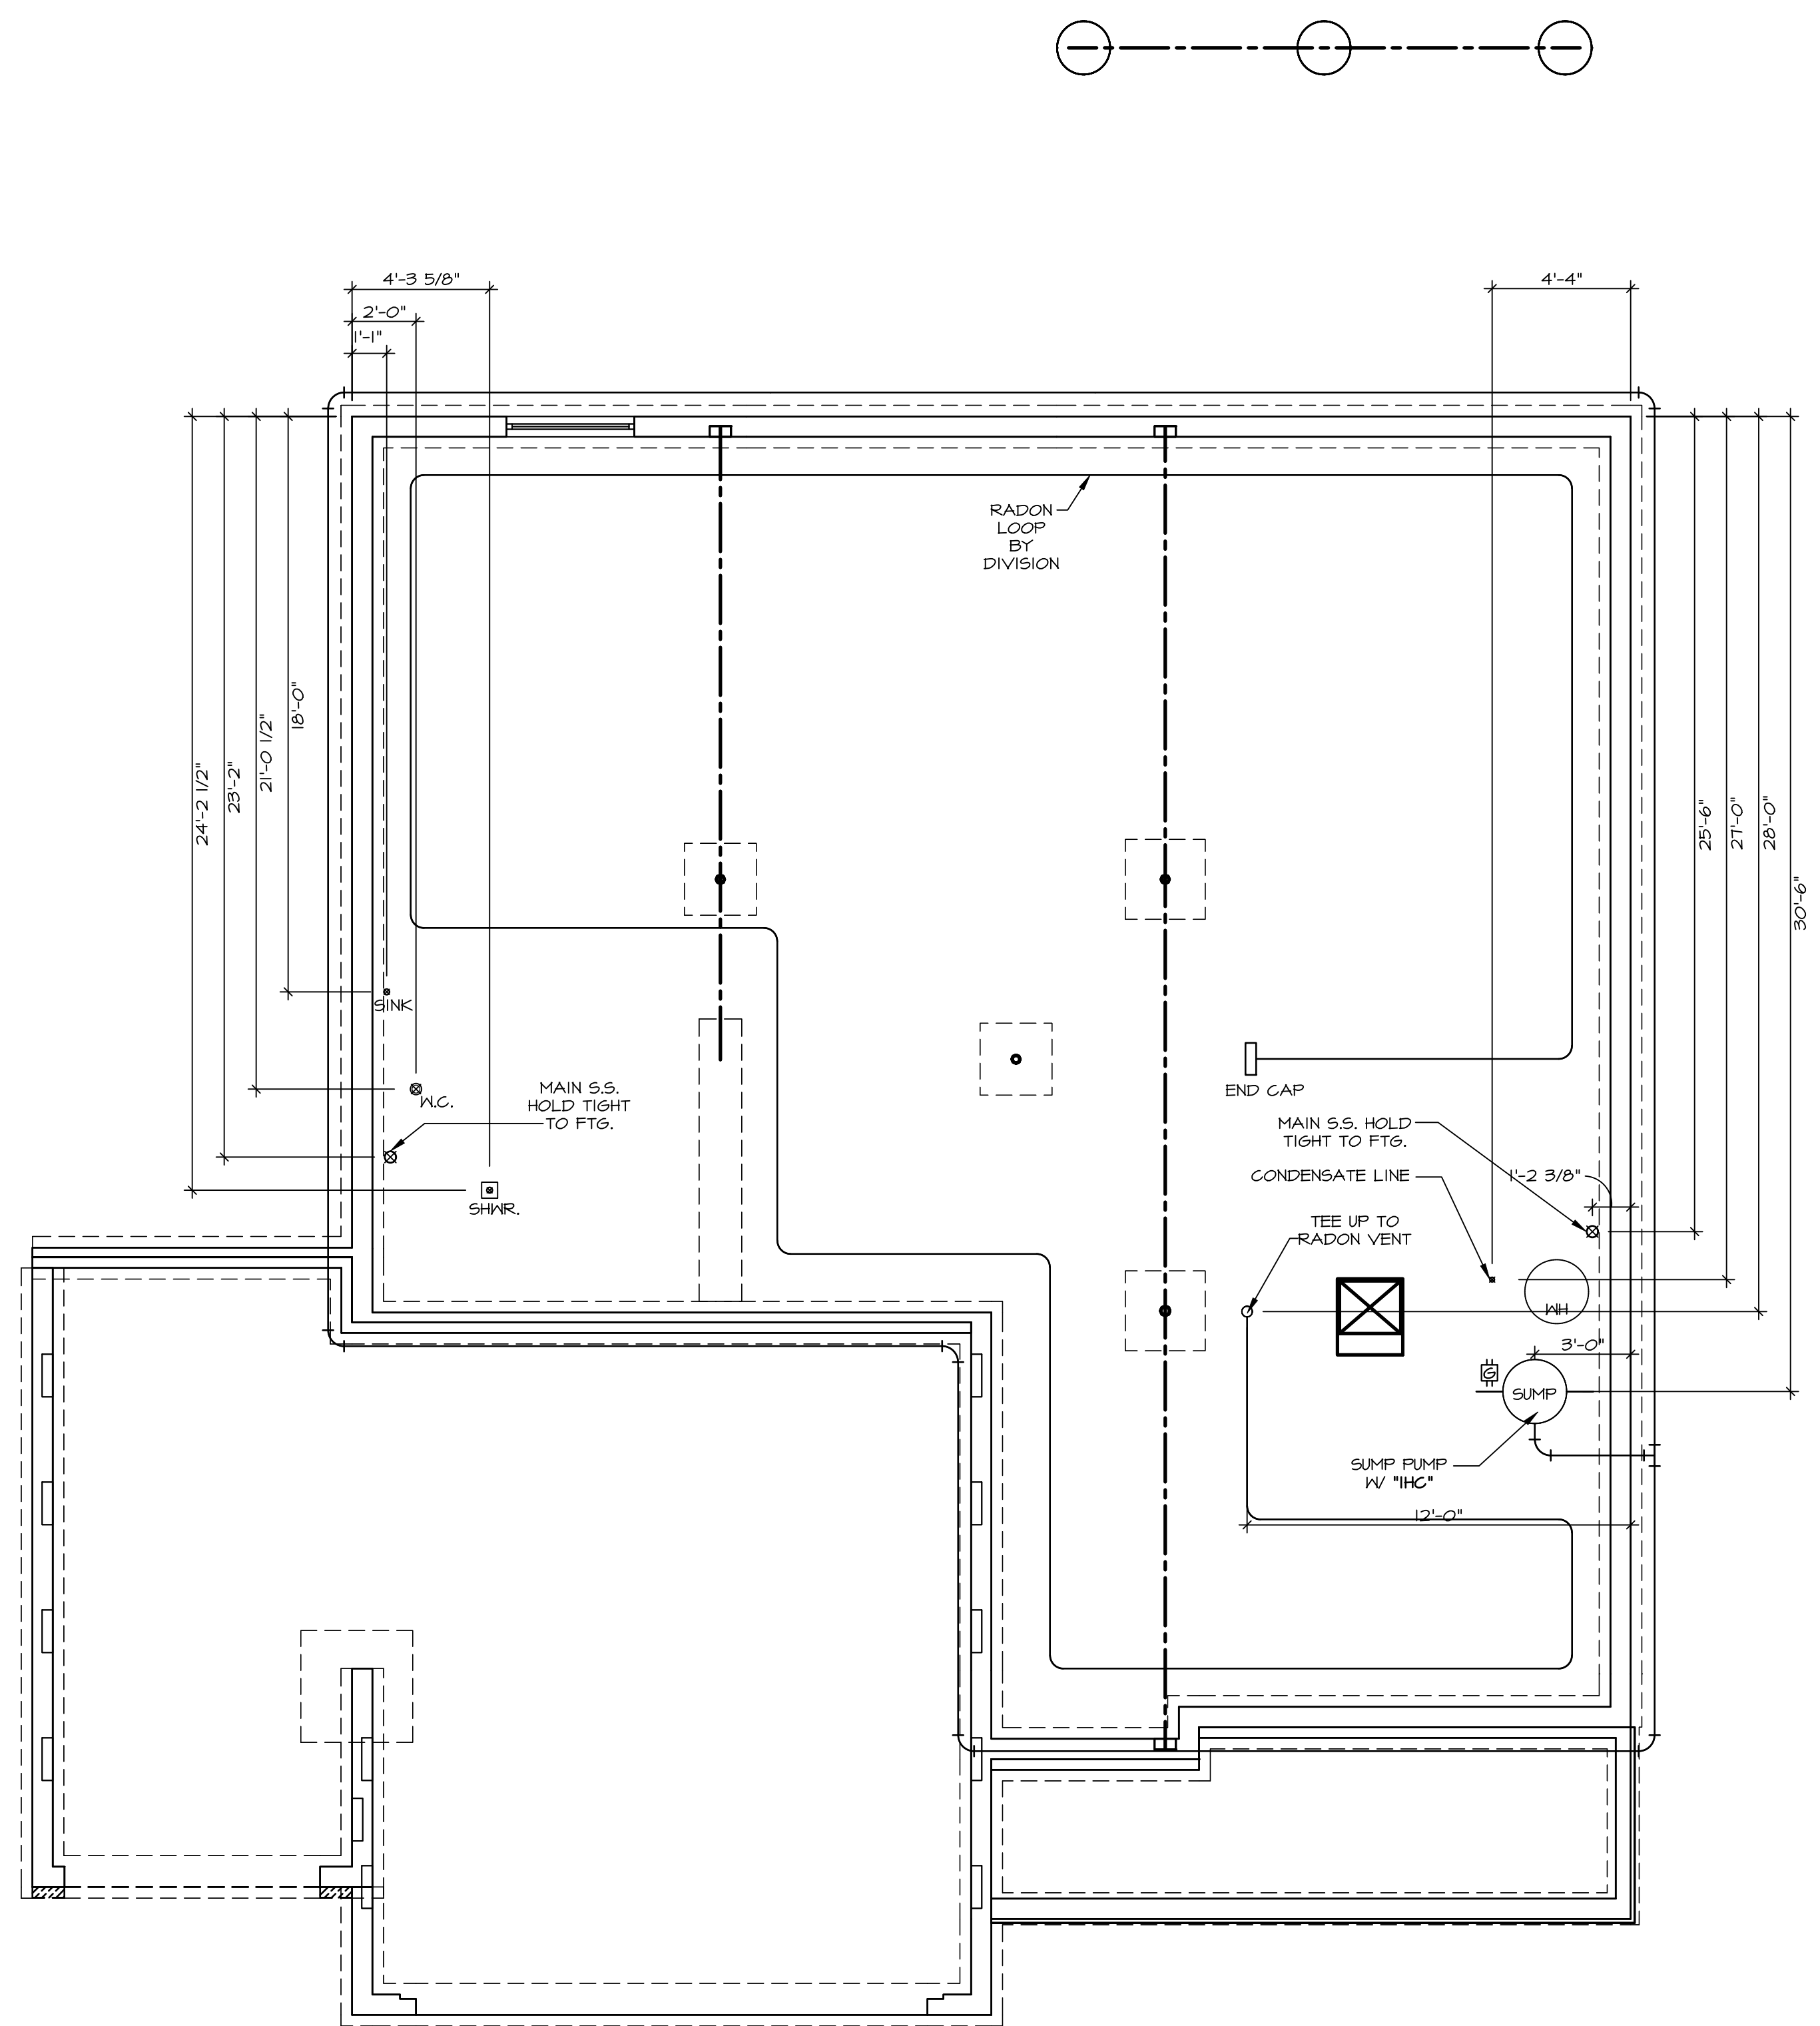 4'-3 5/8"
4'-4"
2'-0"
1'-1"
RADON
LOOP
BY
DIVISION
18'-0"
21'-0 1/2"
23'-2"
24'-2 1/2"
25'-6"
27'-0"
28'-0"
30'-6"
SINK
W.C.
MAIN S.S.
HOLD TIGHT
TO FTG.
SHWR.
END CAP
MAIN S.S. HOLD
TIGHT TO FTG.
CONDENSATE LINE
1'-2 3/8"
TEE UP TO
RADON VENT
WH
3'-0"
G
SUMP
SUMP PUMP
W/ "IHC"
12'-0"